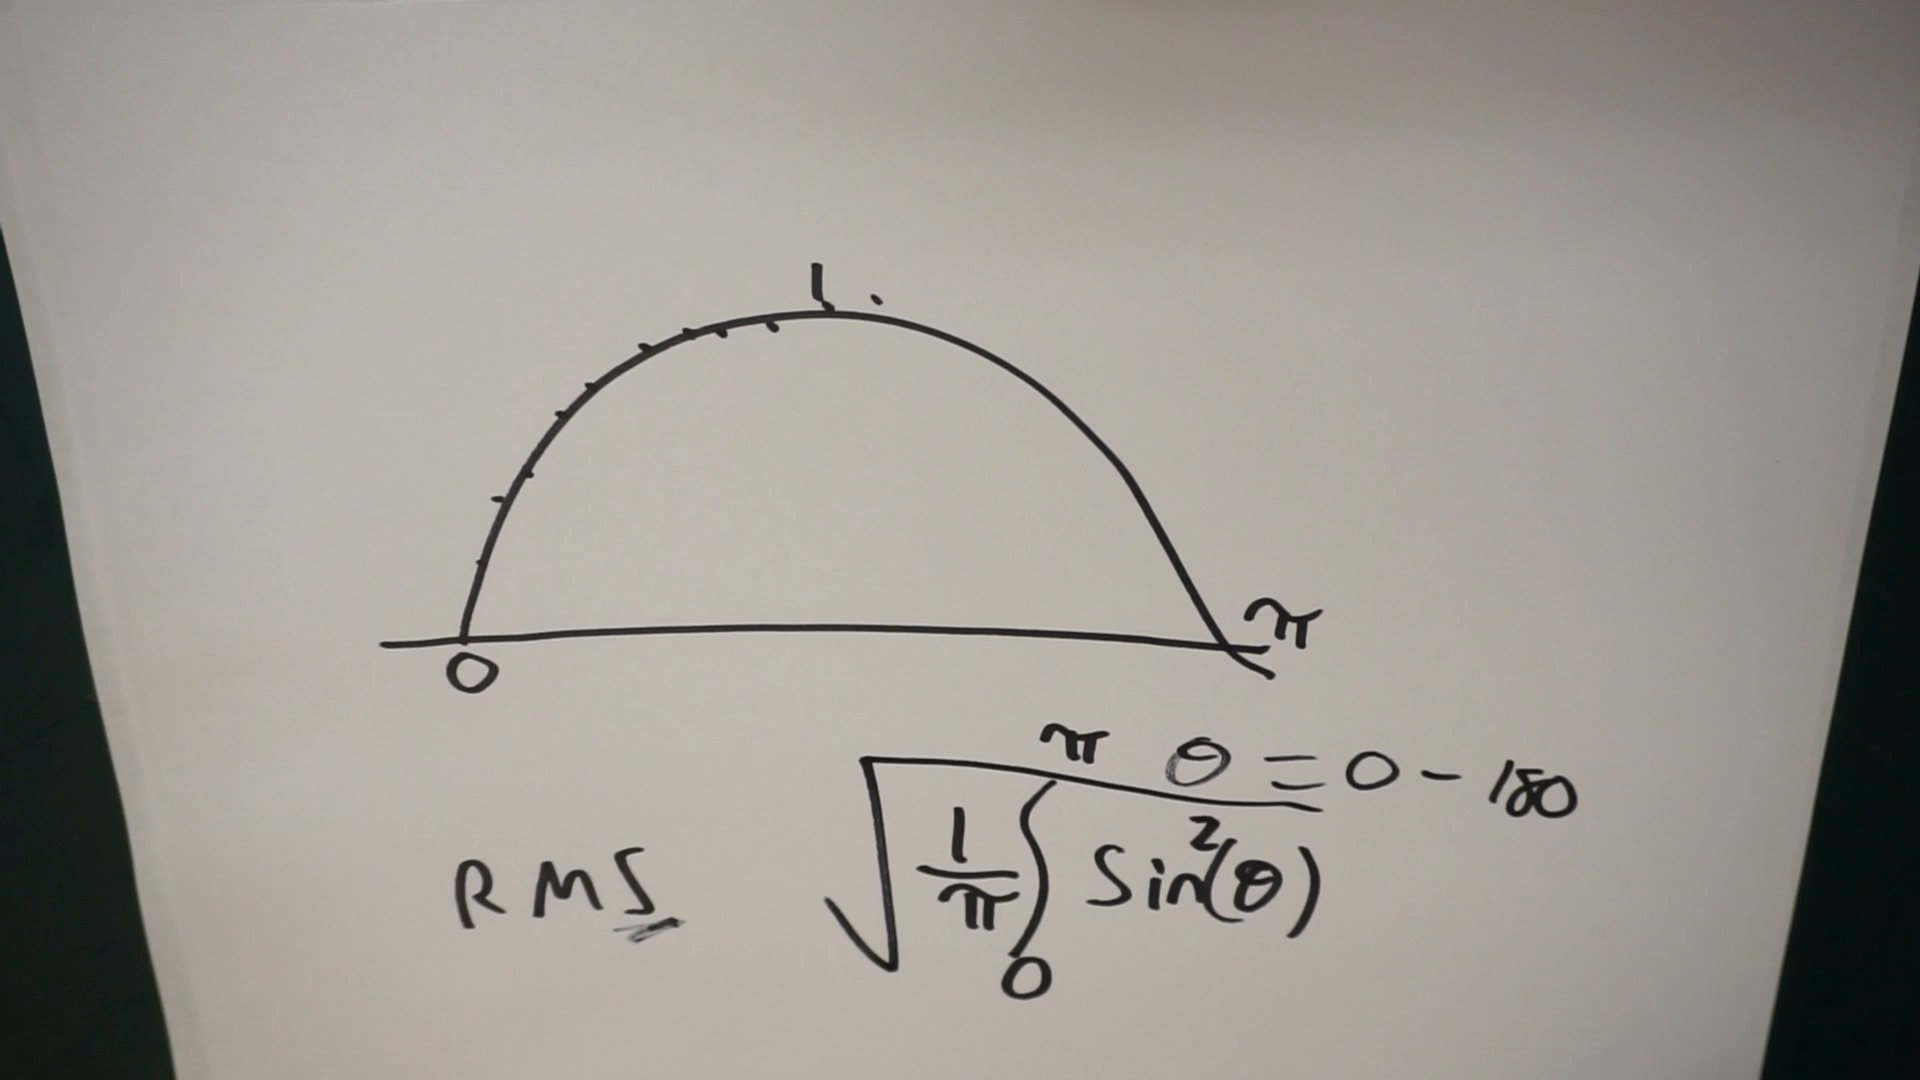 1
0
π
π θ = 0 - 180
RMS √ 1/π ∫ Sin²(θ)
0